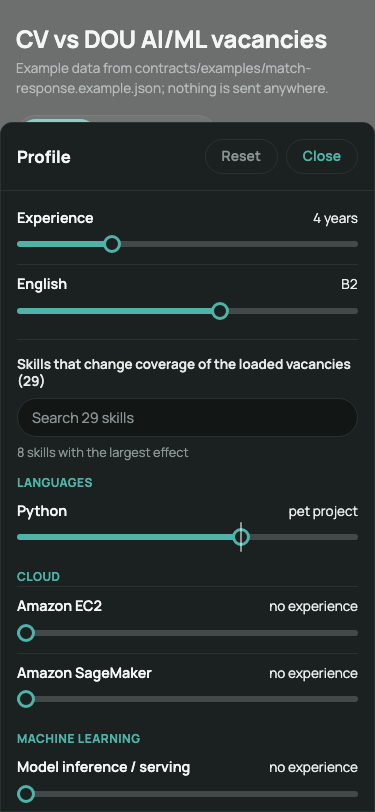 CV vs DOU AI/ML vacancies
Example data from contracts/examples/match-
response.example.json; nothing is sent anywhere.
Profile
Reset
Close
Experience
4 years
English
B2
Skills that change coverage of the loaded vacancies
(29)
Search 29 skills
8 skills with the largest effect
LANGUAGES
Python
pet project
CLOUD
Amazon EC2
no experience
Amazon SageMaker
no experience
MACHINE LEARNING
Model inference / serving
no experience